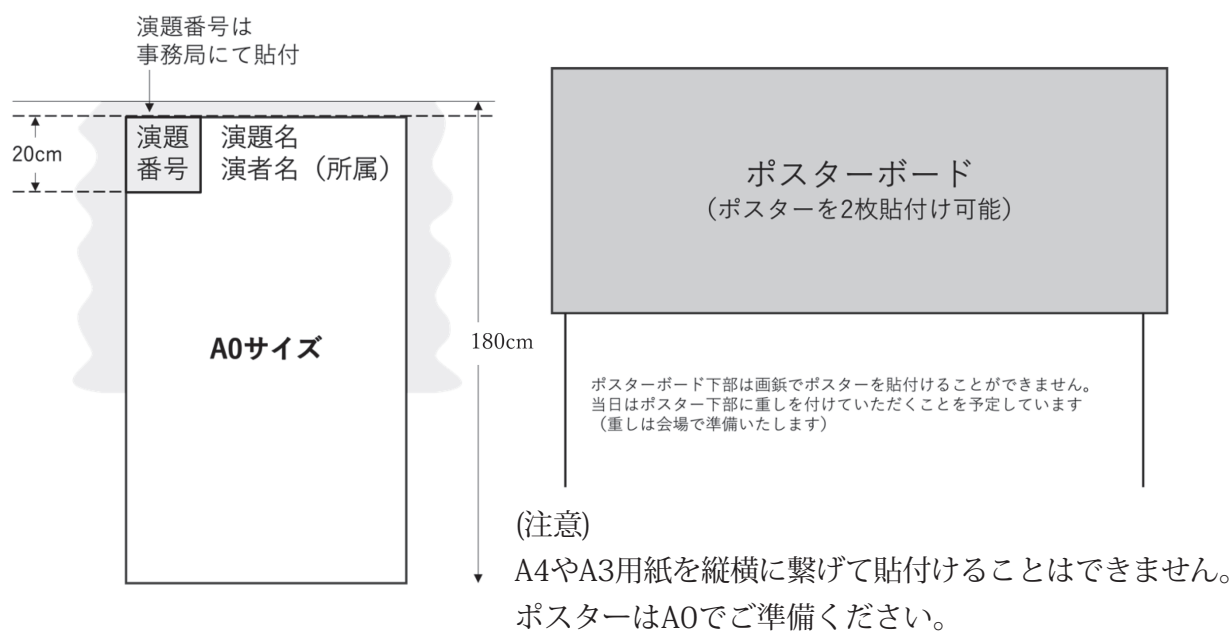 演題番号は
事務局にて貼付
20cm
演題
番号
演題名
演者名（所属）
A0サイズ
180cm
ポスターボード
（ポスターを2枚貼付け可能）
ポスターボード下部は画鋲でポスターを貼付けることができません。
当日はポスター下部に重しを付けていただくことを予定しています
（重しは会場で準備いたします）
(注意)
A4やA3用紙を縦横に繋げて貼付けることはできません。
ポスターはA0でご準備ください。